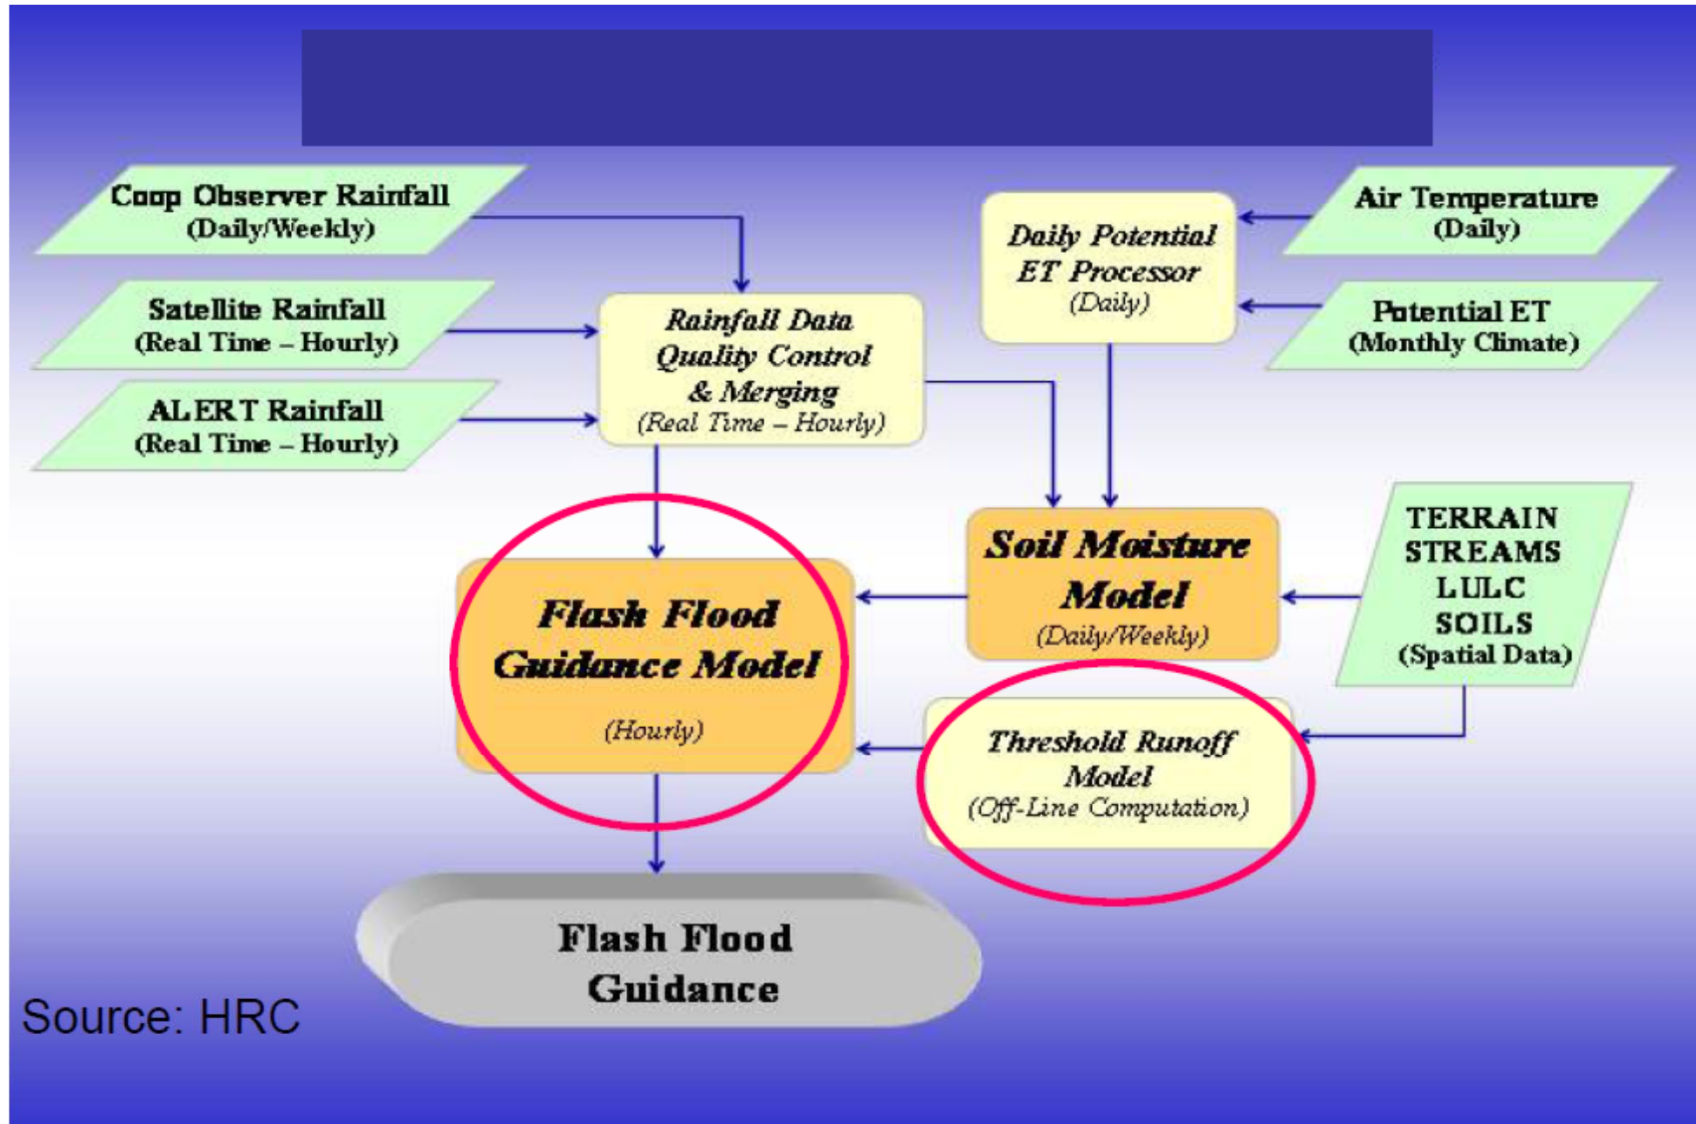 Coop Observer Rainfall
(Daily/Weekly)
Satellite Rainfall
(Real Time – Hourly)
ALERT Rainfall
(Real Time – Hourly)
Rainfall Data
Quality Control
& Merging
(Real Time – Hourly)
Daily Potential
ET Processor
(Daily)
Air Temperature
(Daily)
Potential ET
(Monthly Climate)
Soil Moisture
Model
(Daily/Weekly)
TERRAIN
STREAMS
LULC
SOILS
(Spatial Data)
Flash Flood
Guidance Model
(Hourly)
Threshold Runoff
Model
(Off-Line Computation)
Flash Flood
Guidance
Source: HRC